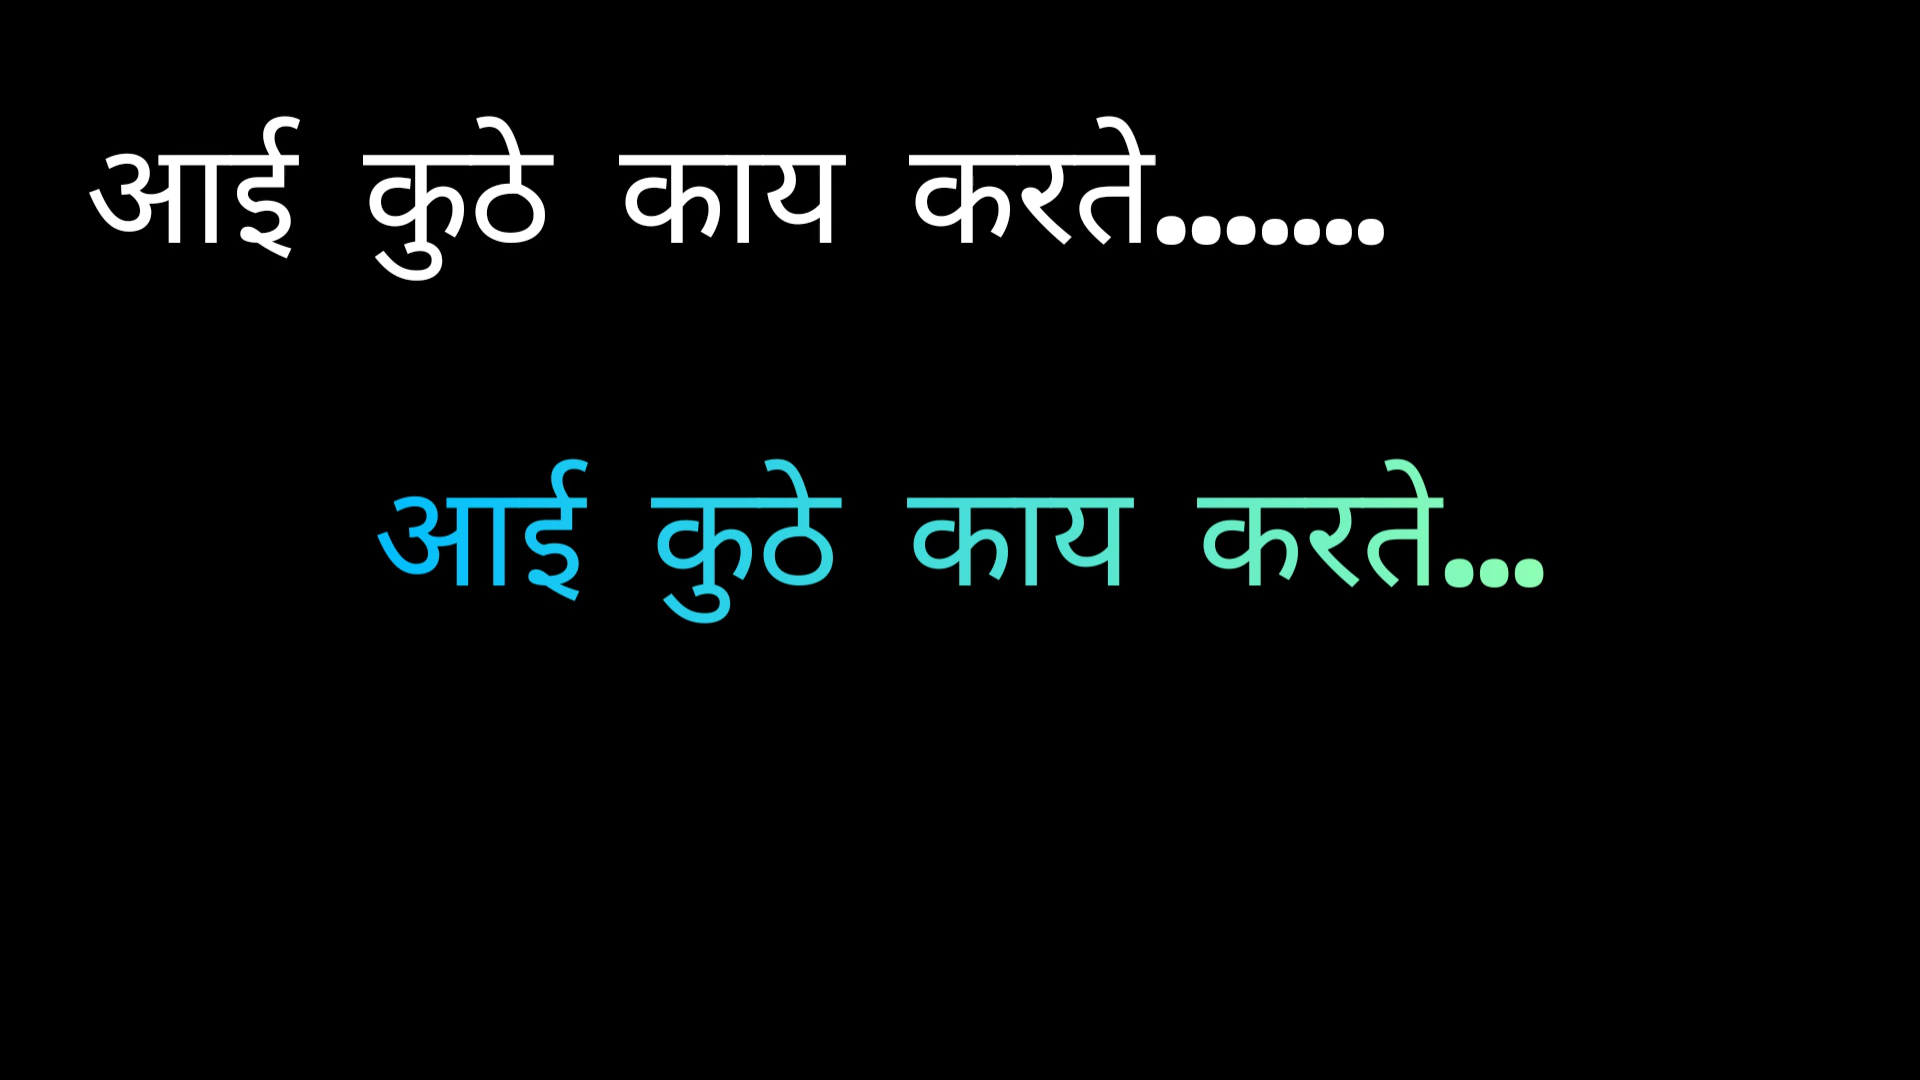 आई कुठे काय करते.......
आई कुठे काय करते...